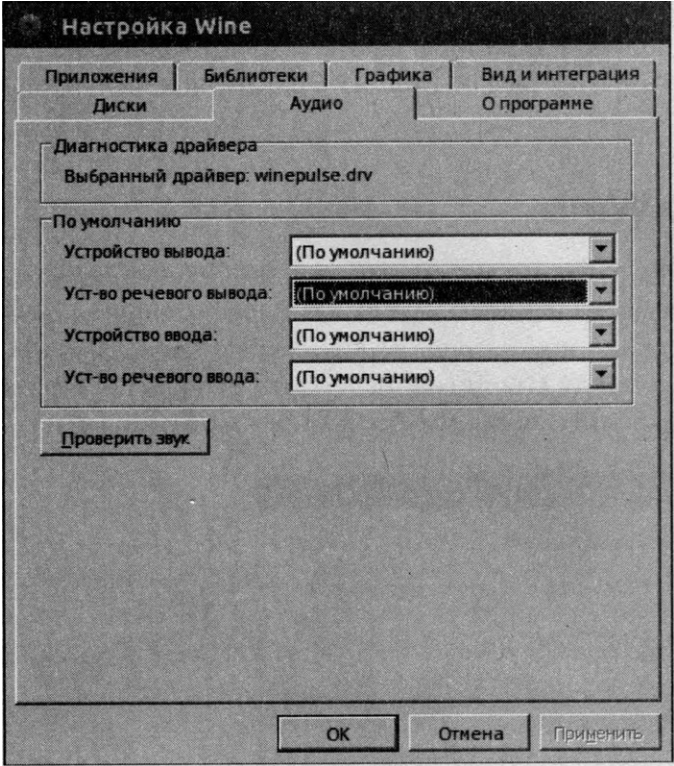 Настройка Wine
Приложения Библиотеки Графика Вид и интеграция
Диски Аудио О программе
Диагностика драйвера
Выбранный драйвер: winepulse.drv
По умолчанию
Устройство вывода: (По умолчанию)
Уст-во речевого вывода: (По умолчанию)
Устройство ввода: (По умолчанию)
Уст-во речевого ввода: (По умолчанию)
Проверить звук
ОК Отмена Применить